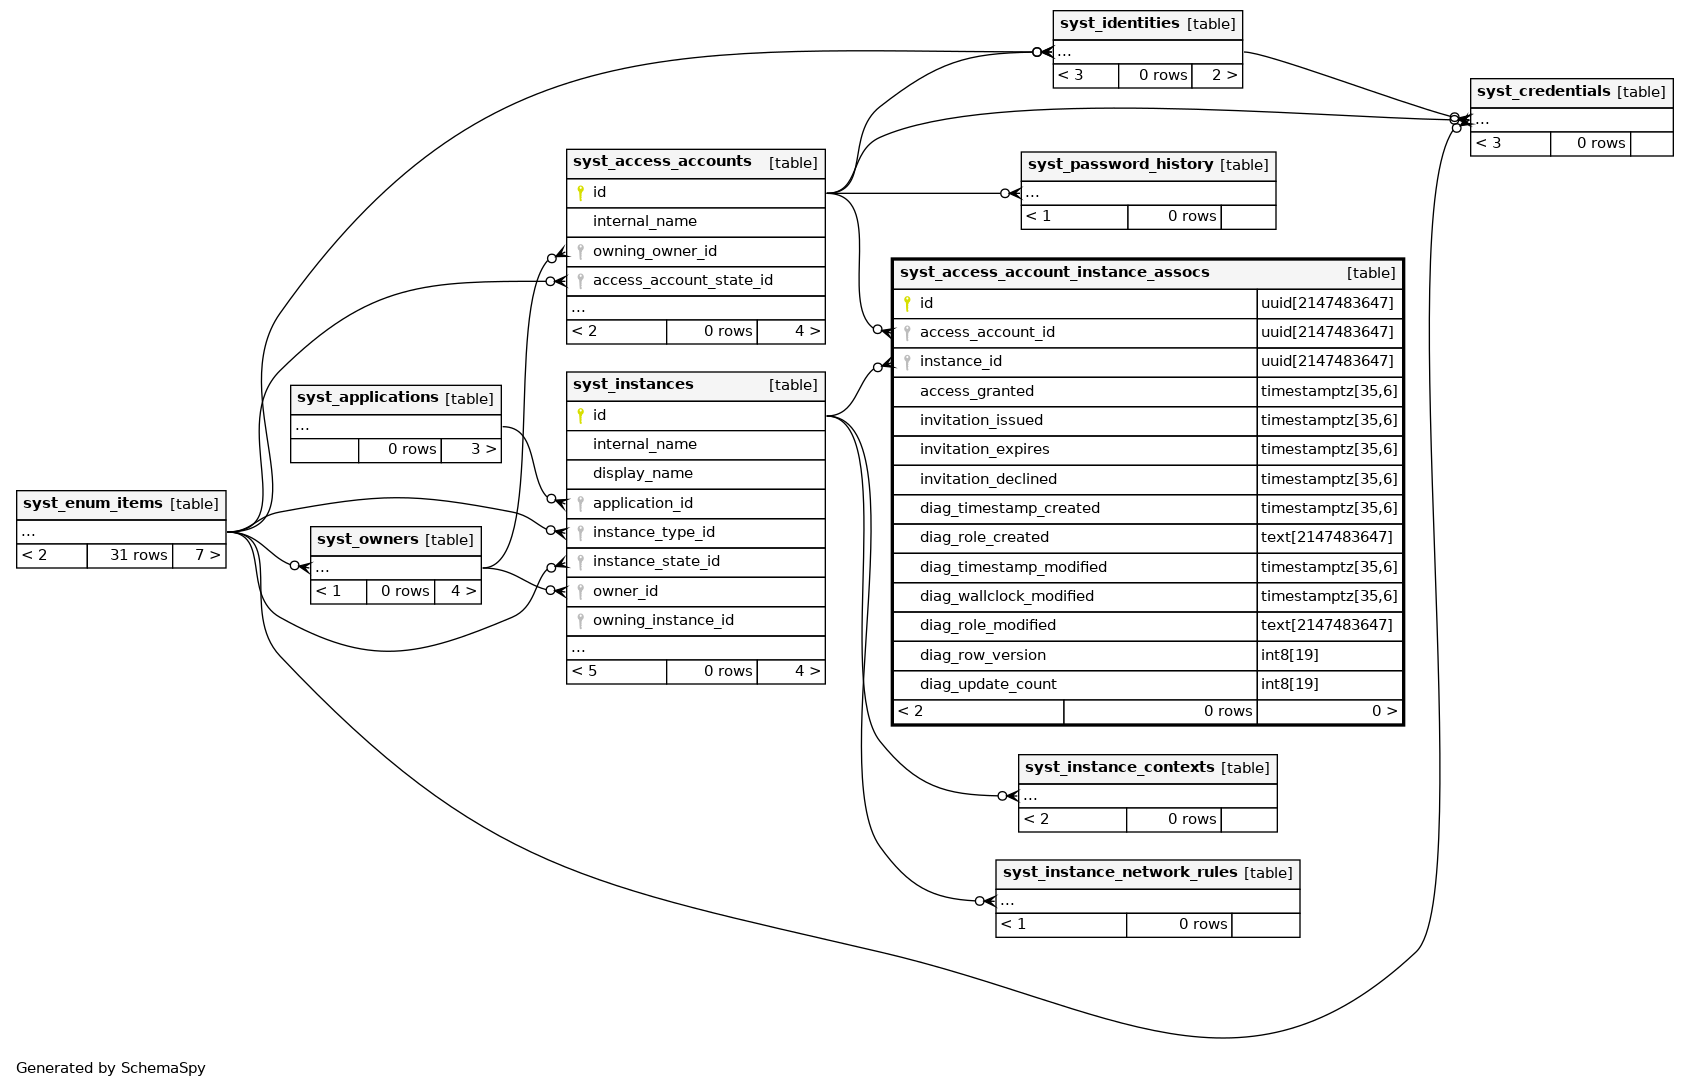 syst_identities [table]
...
< 3 0 rows 2 >
syst_credentials [table]
...
< 3 0 rows
syst_access_accounts [table]
id
internal_name
owning_owner_id
access_account_state_id
...
< 2 0 rows 4 >
syst_password_history [table]
...
< 1 0 rows
syst_access_account_instance_assocs [table]
id uuid[2147483647]
access_account_id uuid[2147483647]
instance_id uuid[2147483647]
access_granted timestamptz[35,6]
invitation_issued timestamptz[35,6]
invitation_expires timestamptz[35,6]
invitation_declined timestamptz[35,6]
diag_timestamp_created timestamptz[35,6]
diag_role_created text[2147483647]
diag_timestamp_modified timestamptz[35,6]
diag_wallclock_modified timestamptz[35,6]
diag_role_modified text[2147483647]
diag_row_version int8[19]
diag_update_count int8[19]
< 2 0 rows 0 >
syst_instances [table]
id
internal_name
display_name
application_id
instance_type_id
instance_state_id
owner_id
owning_instance_id
...
< 5 0 rows 4 >
syst_applications [table]
...
0 rows 3 >
syst_enum_items [table]
...
< 2 31 rows 7 >
syst_owners [table]
...
< 1 0 rows 4 >
syst_instance_contexts [table]
...
< 2 0 rows
syst_instance_network_rules [table]
...
< 1 0 rows
Generated by SchemaSpy